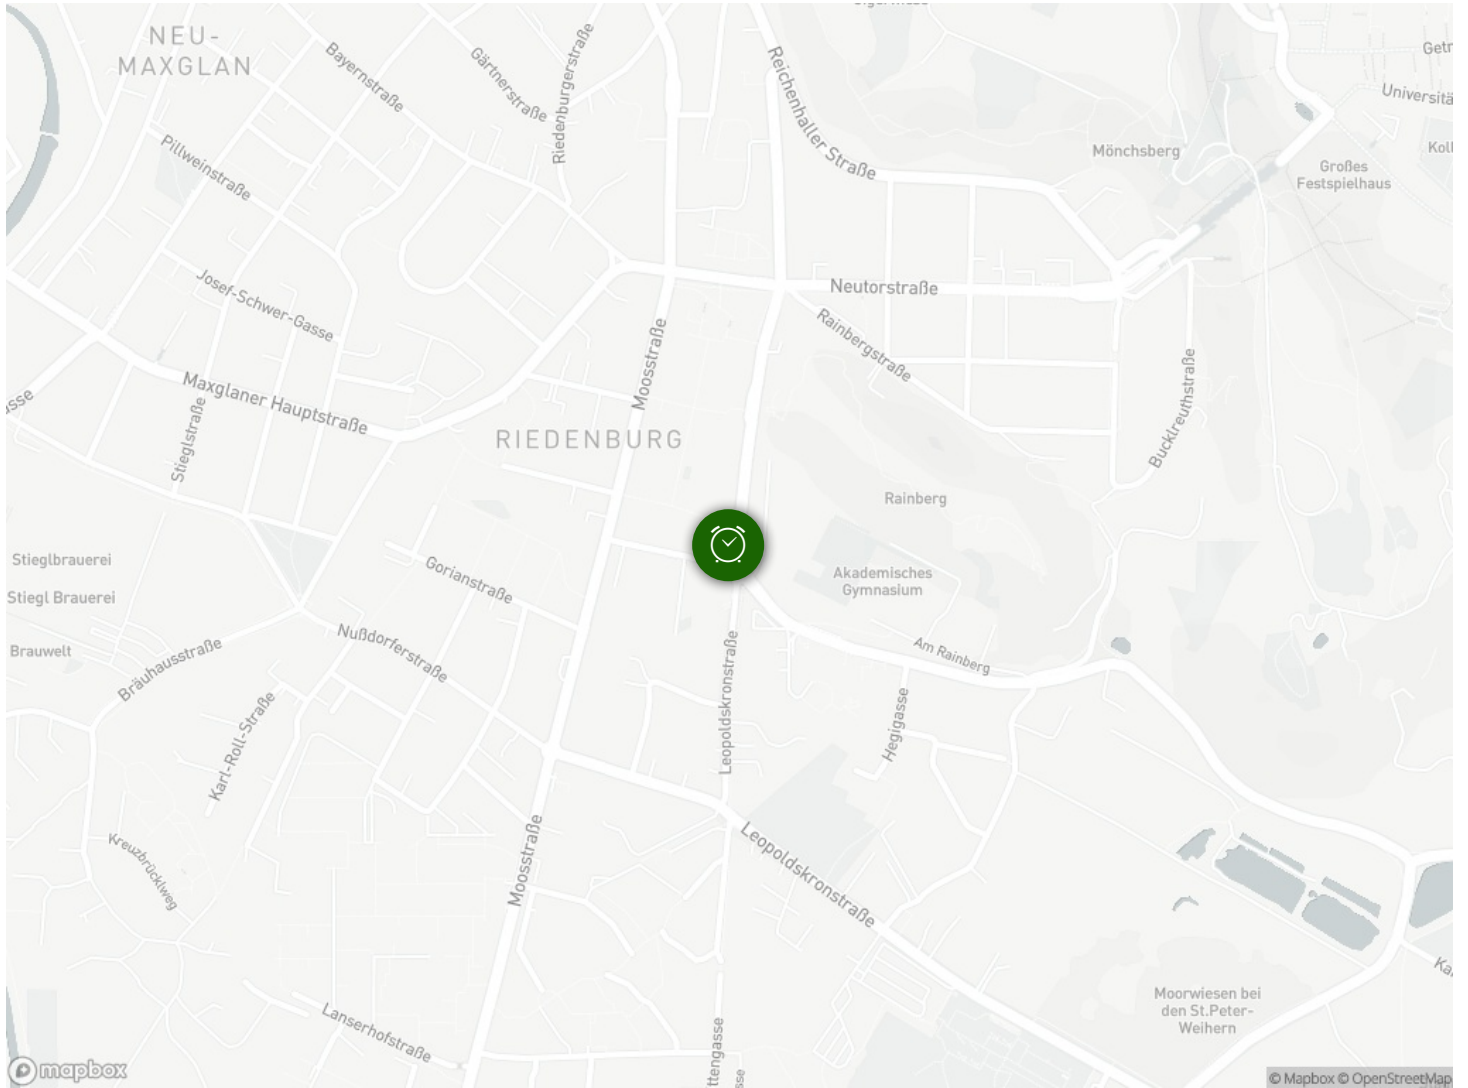 NEU-
MAXGLAN
Bayernstraße
Gärtnerstraße
Riedenburgerstraße
Reichenhaller Straße
Mönchsberg
Großes
Festspielhaus
Pillweinstraße
Josef-Schwer-Gasse
Neutorstraße
Rainbergstraße
Moosstraße
Maxglaner Hauptstraße
Stieglstraße
Bucklreuthstraße
RIEDENBURG
Rainberg
Stieglbrauerei
Stiegl Brauerei
Brauwelt
Gorianstraße
Akademisches
Gymnasium
Nußdorferstraße
Bräuhausstraße
Am Rainberg
Leopoldskronstraße
Hegigasse
Karl-Roll-Straße
Kreuzbrücklweg
Moosstraße
Leopoldskronstraße
Moorwiesen bei
den St.Peter-
Weihern
Lanserhofstraße
mapbox
© Mapbox © OpenStreetMap